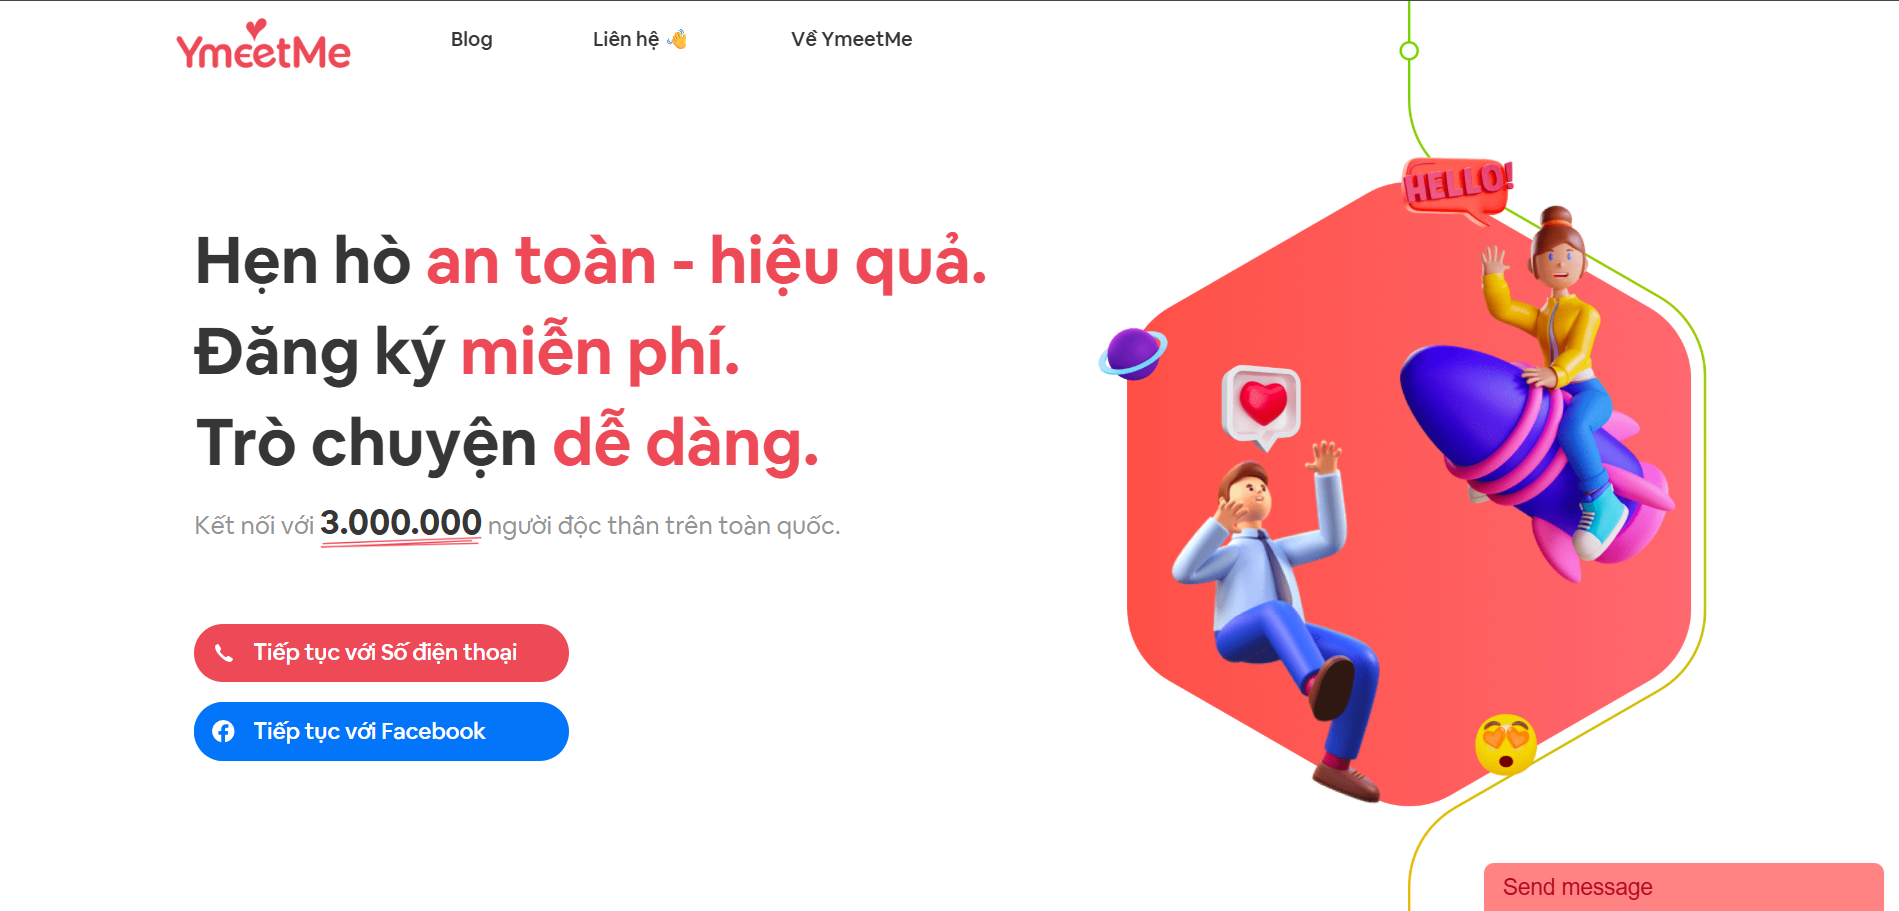 YmeetMe
Blog
Liên hệ 👋
Về YmeetMe
HELLO!
Hẹn hò an toàn - hiệu quả.
Đăng ký miễn phí.
Trò chuyện dễ dàng.
Kết nối với 3.000.000 người độc thân trên toàn quốc.
Tiếp tục với Số điện thoại
Tiếp tục với Facebook
Send message